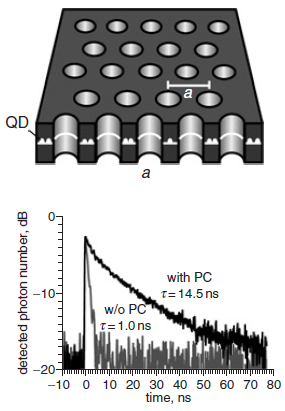 a
QD
a
detected photon number, dB
0
−10
−20
with PC
τ = 14.5 ns
w/o PC
τ = 1.0 ns
−10 0 10 20 30 40 50 60 70 80
time, ns